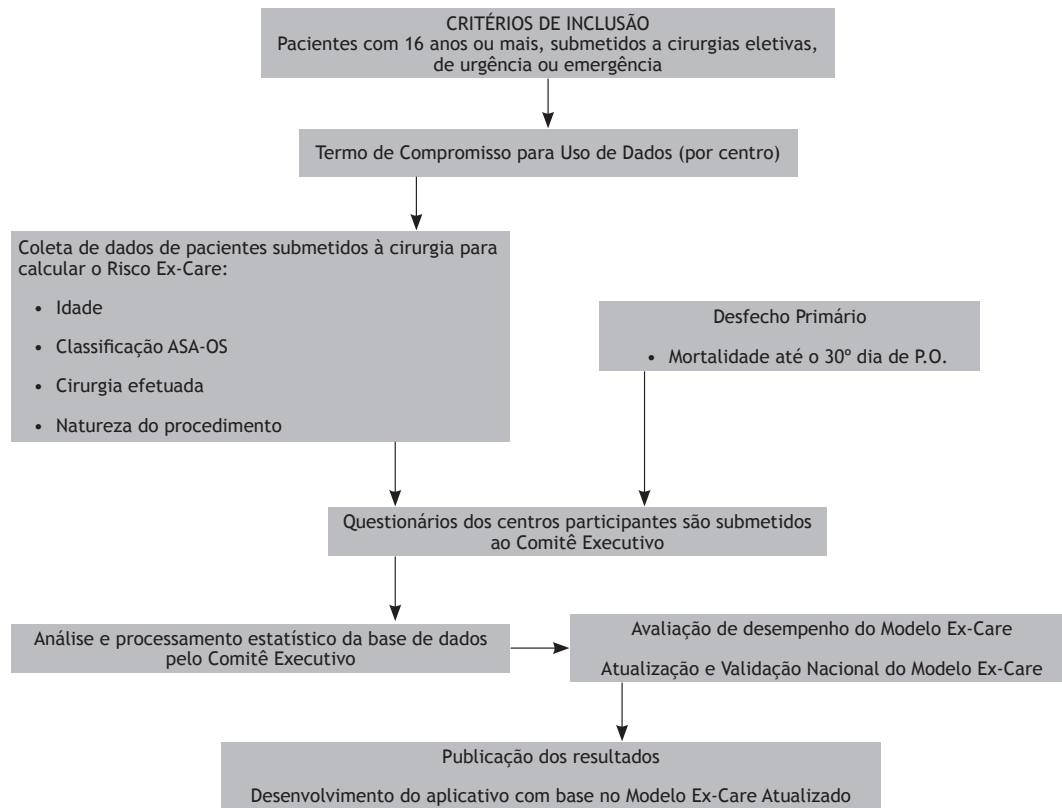 CRITÉRIOS DE INCLUSÃO
Pacientes com 16 anos ou mais, submetidos a cirurgias eletivas,
de urgência ou emergência
Termo de Compromisso para Uso de Dados (por centro)
Coleta de dados de pacientes submetidos à cirurgia para
calcular o Risco Ex-Care:
• Idade
• Classificação ASA-OS
• Cirurgia efetuada
• Natureza do procedimento
Desfecho Primário
• Mortalidade até o 30º dia de P.O.
Questionários dos centros participantes são submetidos
ao Comitê Executivo
Análise e processamento estatístico da base de dados
pelo Comitê Executivo
Avaliação de desempenho do Modelo Ex-Care
Atualização e Validação Nacional do Modelo Ex-Care
Publicação dos resultados
Desenvolvimento do aplicativo com base no Modelo Ex-Care Atualizado